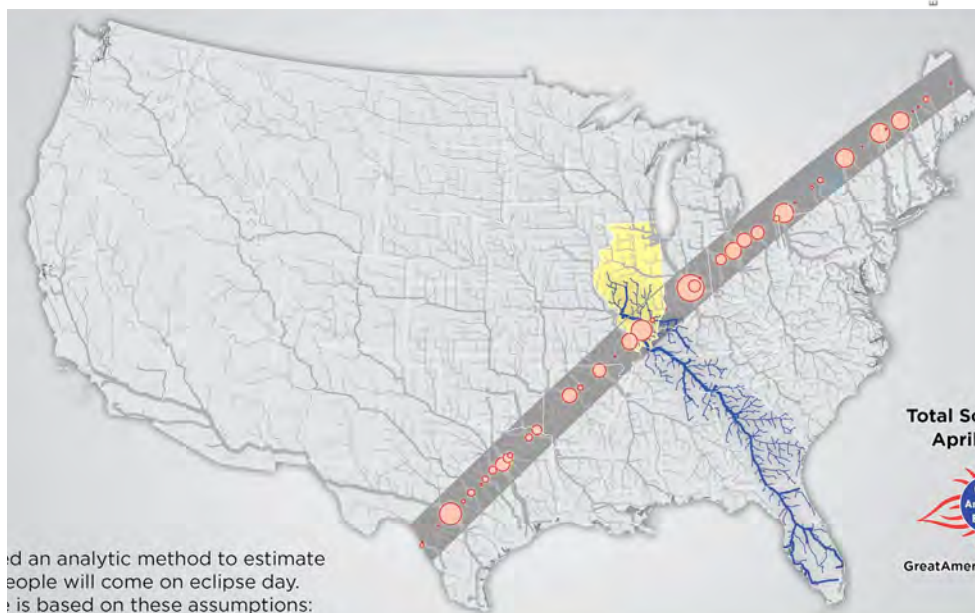 Total So
April
GreatAmer
ed an analytic method to estimate
eople will come on eclipse day.
e is based on these assumptions: